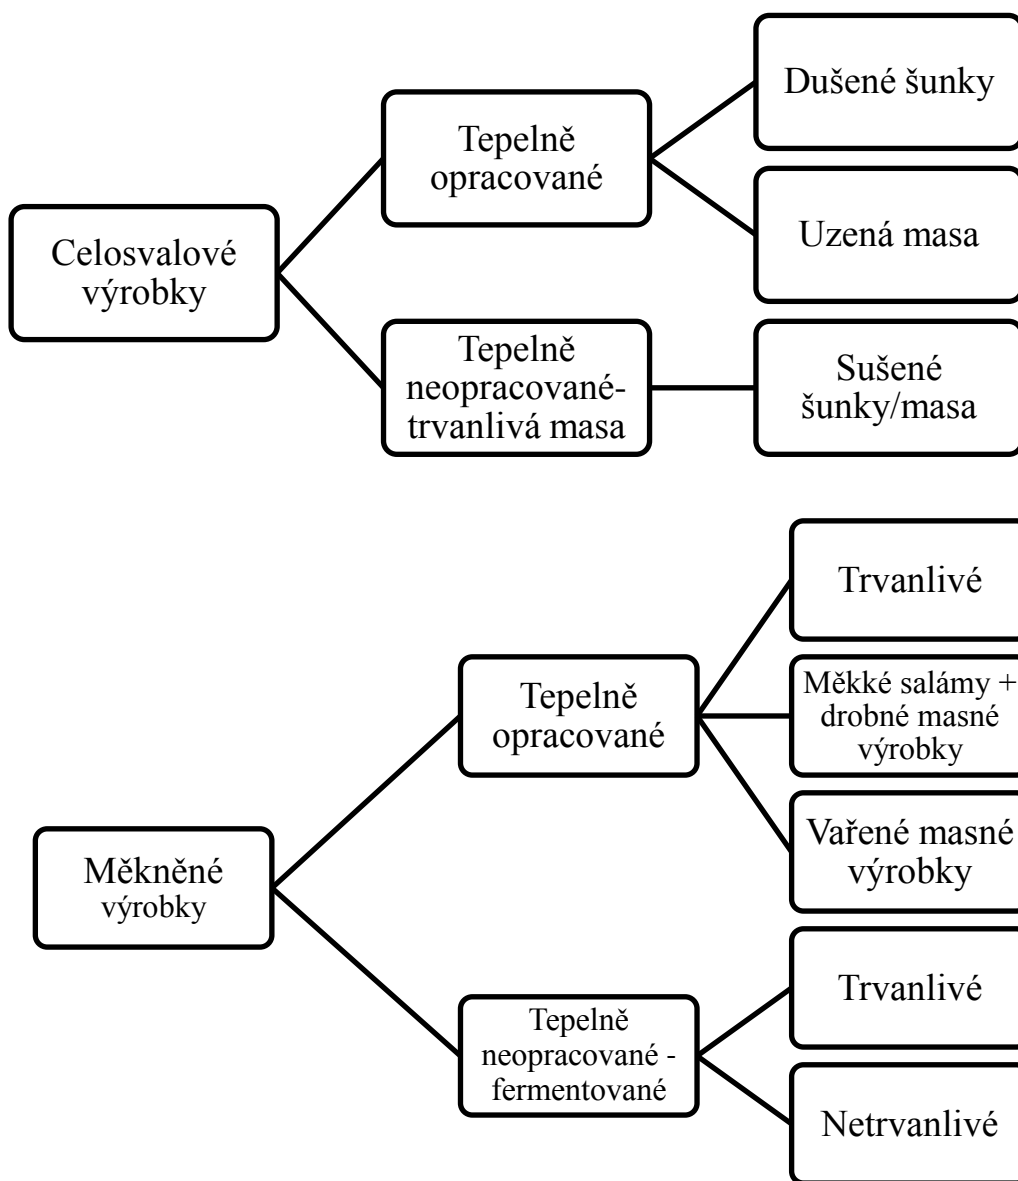 Celosvalové
výrobky
Tepelně
opracované
Dušené šunky
Uzená masa
Tepelně
neopracované-
trvanlivá masa
Sušené
šunky/masa
Měkněné
výrobky
Tepelně
opracované
Trvanlivé
Měkké salámy +
drobné masné
výrobky
Vařené masné
výrobky
Tepelně
neopracované -
fermentované
Trvanlivé
Netrvanlivé